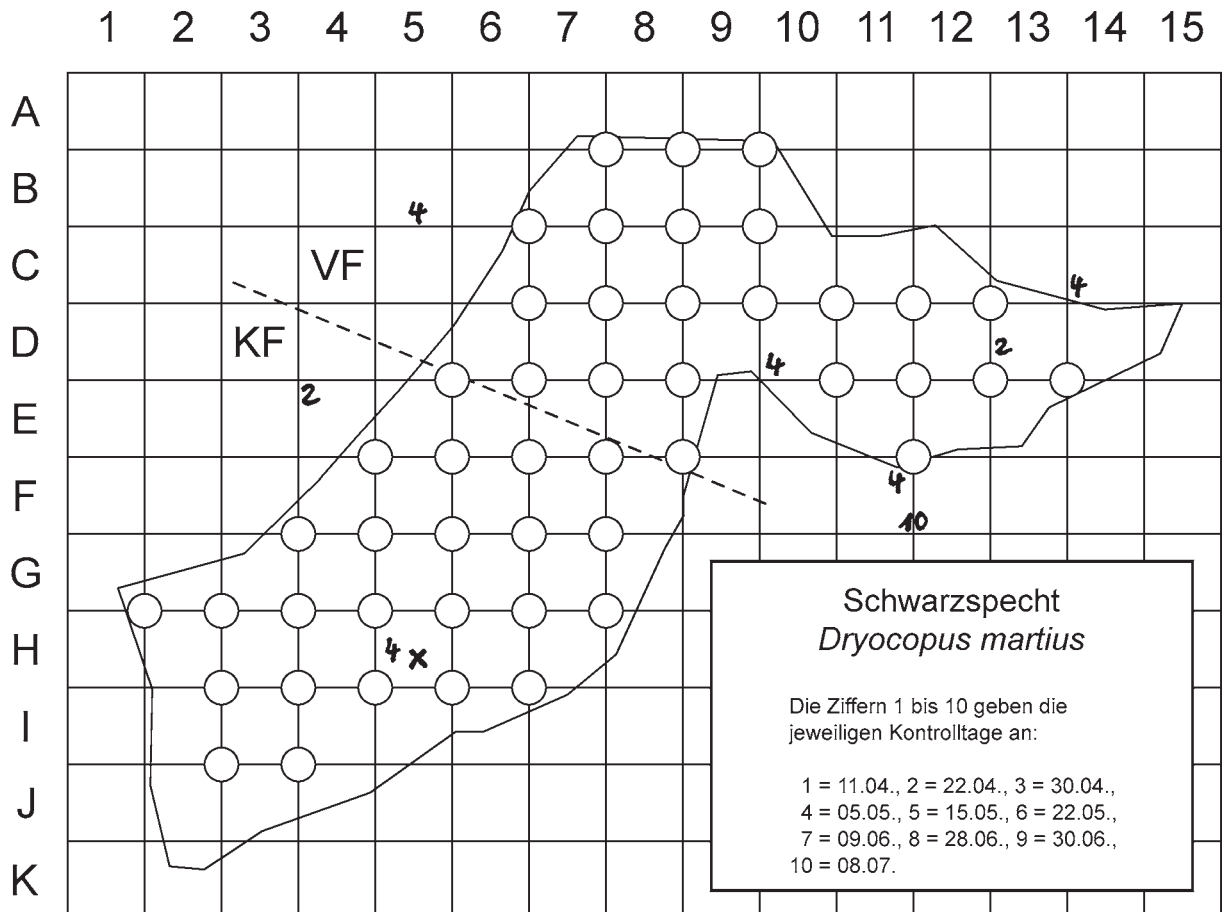 1 2 3 4 5 6 7 8 9 10 11 12 13 14 15
A
B
4
C
VF
4
D
KF
2
4
E
2
F
4
10
G
H
4 x
I
J
K
Schwarzspecht
Dryocopus martius
Die Ziffern 1 bis 10 geben die
jeweiligen Kontrolltage an:
1 = 11.04., 2 = 22.04., 3 = 30.04.,
4 = 05.05., 5 = 15.05., 6 = 22.05.,
7 = 09.06., 8 = 28.06., 9 = 30.06.,
10 = 08.07.